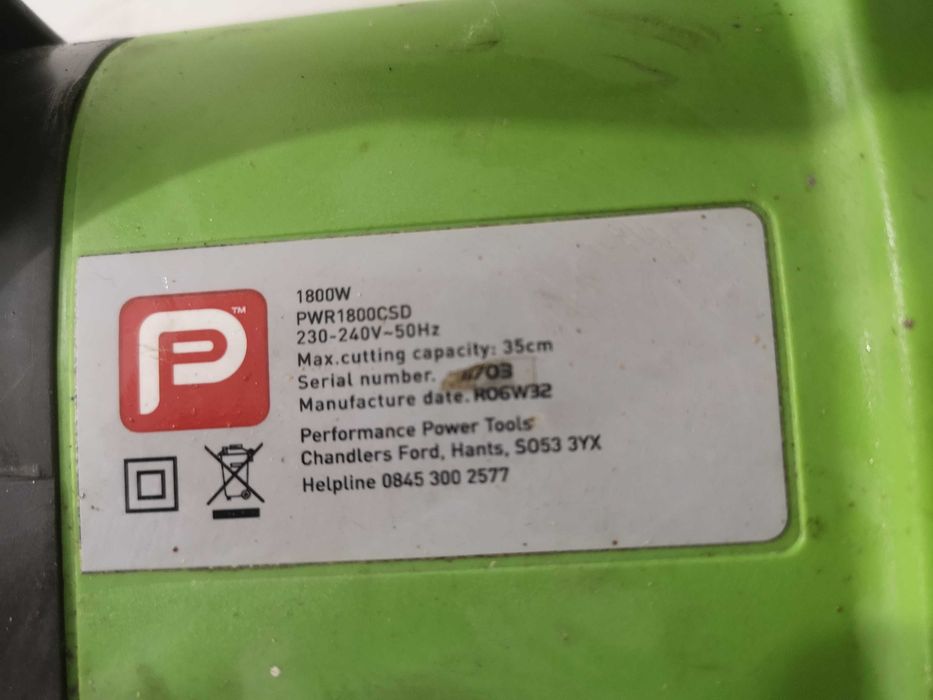 P™
1800W
PWR1800CSD
230-240V~50Hz
Max.cutting capacity: 35cm
Serial number.
Manufacture date. R06W32
Performance Power Tools
Chandlers Ford, Hants, SO53 3YX
Helpline 0845 300 2577